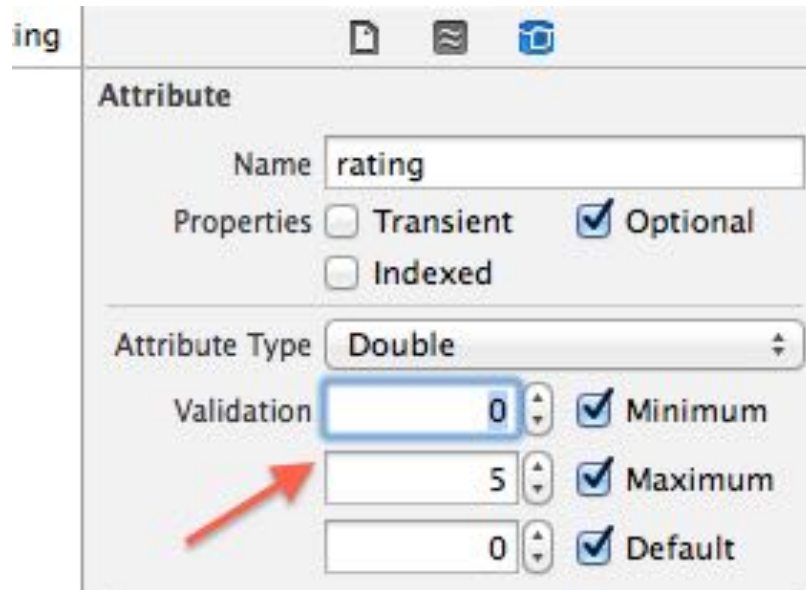 ing
Attribute
Name rating
Properties Transient Optional
Indexed
Attribute Type Double
Validation 0 Minimum
5 Maximum
0 Default